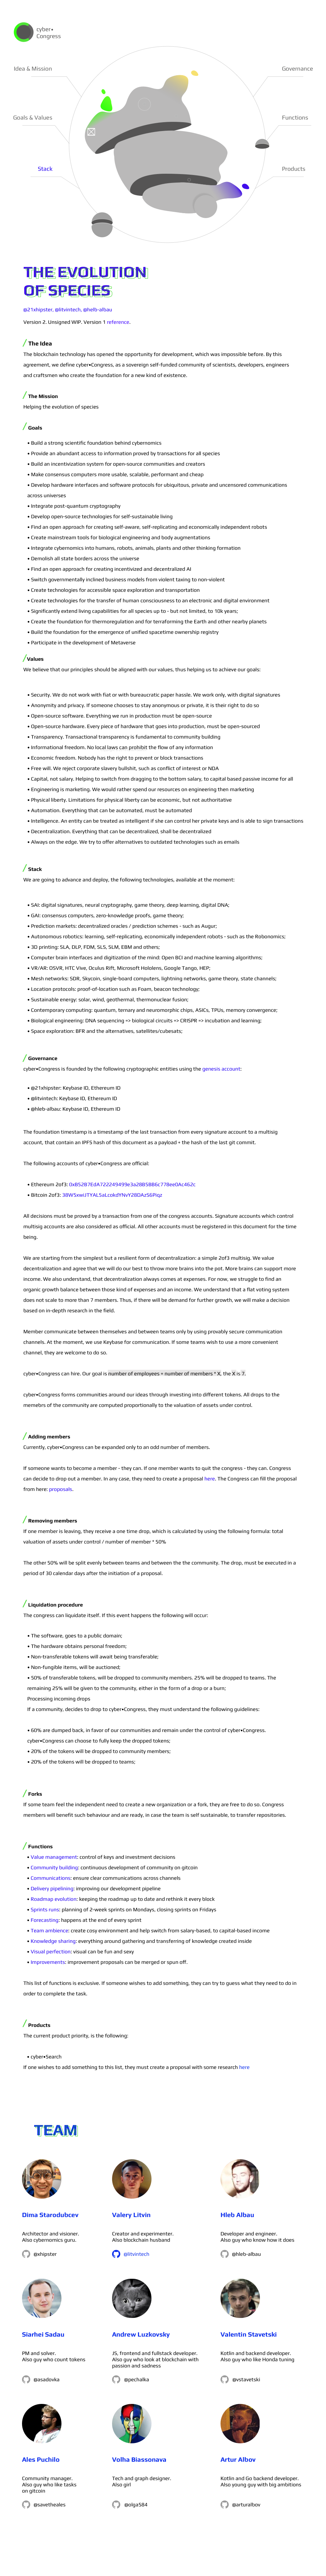 cyber•
Congress
Idea & Mission
Governance
Goals & Values
Functions
Stack
Products
THE EVOLUTION
OF SPECIES
@21xhipster, @litvintech, @hleb-albau
Version 2. Unsigned WIP. Version 1 reference.
The Idea
The blockchain technology has opened the opportunity for development, which was impossible before. By this
agreement, we define cyber•Congress, as a sovereign self-founded community of scientists, developers, engineers
and craftsmen who create the foundation for a new kind of existence.
The Mission
Helping the evolution of species
Goals
• Build a strong scientific foundation behind cybernomics
• Provide an abundant access to information proved by transactions for all species
• Build an incentivization system for open-source communities and creators
• Make consensus computers more usable, scalable, performant and cheap
• Develop hardware interfaces and software protocols for ubiquitous, private and uncensored communications
across universes
• Integrate post-quantum cryptography
• Develop open-source technologies for self-sustainable living
• Find an open approach for creating self-aware, self-replicating and economically independent robots
• Create mainstream tools for biological engineering and body augmentations
• Integrate cybernomics into humans, robots, animals, plants and other thinking formation
• Demolish all state borders across the universe
• Find an open approach for creating incentivized and decentralized AI
• Switch governmentally inclined business models from violent taxing to non-violent
• Create technologies for accessible space exploration and transportation
• Create technologies for the transfer of human consciousness to an electronic and digital environment
• Significantly extend living capabilities for all species up to - but not limited, to 10k years;
• Create the foundation for thermoregulation and for terraforming the Earth and other nearby planets
• Build the foundation for the emergence of unified spacetime ownership registry
• Participate in the development of Metaverse
Values
We believe that our principles should be aligned with our values, thus helping us to achieve our goals:
• Security. We do not work with fiat or with bureaucratic paper hassle. We work only, with digital signatures
• Anonymity and privacy. If someone chooses to stay anonymous or private, it is their right to do so
• Open-source software. Everything we run in production must be open-source
• Open-source hardware. Every piece of hardware that goes into production, must be open-sourced
• Transparency. Transactional transparency is fundamental to community building
• Informational freedom. No local laws can prohibit the flow of any information
• Economic freedom. Nobody has the right to prevent or block transactions
• Free will. We reject corporate slavery bullshit, such as conflict of interest or NDA
• Capital, not salary. Helping to switch from dragging to the bottom salary, to capital based passive income for all
• Engineering is marketing. We would rather spend our resources on engineering then marketing
• Physical liberty. Limitations for physical liberty can be economic, but not authoritative
• Automation. Everything that can be automated, must be automated
• Intelligence. An entity can be treated as intelligent if she can control her private keys and is able to sign transactions
• Decentralization. Everything that can be decentralized, shall be decentralized
• Always on the edge. We try to offer alternatives to outdated technologies such as emails
Stack
We are going to advance and deploy, the following technologies, available at the moment:
• SAI: digital signatures, neural cryptography, game theory, deep learning, digital DNA;
• GAI: consensus computers, zero-knowledge proofs, game theory;
• Prediction markets: decentralized oracles / prediction markets - such as Augur;
• Autonomous robotics: learning, self-replicating, economically independent robots - such as the Robonomics;
• 3D printing: SLA, DLP, FDM, SLS, SLM, EBM and others;
• Computer brain interfaces and digitization of the mind: Open BCI and machine learning algorithms;
• VR/AR: OSVR, HTC Vive, Oculus Rift, Microsoft Hololens, Google Tango, HEP;
• Mesh networks: SDR, Skycoin, single-board computers, lightning networks, game theory, state channels;
• Location protocols: proof-of-location such as Foam, beacon technology;
• Sustainable energy: solar, wind, geothermal, thermonuclear fusion;
• Contemporary computing: quantum, ternary and neuromorphic chips, ASICs, TPUs, memory convergence;
• Biological engineering: DNA-sequencing => biological circuits => CRISPR => incubation and learning;
• Space exploration: BFR and the alternatives, satellites/cubesats;
Governance
cyber•Congress is founded by the following cryptographic entities using the genesis account:
• @21xhipster: Keybase ID, Ethereum ID
• @litvintech: Keybase ID, Ethereum ID
• @hleb-albau: Keybase ID, Ethereum ID
The foundation timestamp is a timestamp of the last transaction from every signature account to a multisig
account, that contain an IPFS hash of this document as a payload + the hash of the last git commit.
The following accounts of cyber•Congress are official:
All decisions must be proved by a transaction from one of the congress accounts. Signature accounts which control
multisig accounts are also considered as official. All other accounts must be registered in this document for the time
being.
We are starting from the simplest but a resilient form of decentralization: a simple 2of3 multisig. We value
decentralization and agree that we will do our best to throw more brains into the pot. More brains can support more
income. We also understand, that decentralization always comes at expenses. For now, we struggle to find an
organic growth balance between those kind of expenses and an income. We understand that a flat voting system
does not scale to more than 7 members. Thus, if there will be demand for further growth, we will make a decision
based on in-depth research in the field.
Member communicate between themselves and between teams only by using provably secure communication
channels. At the moment, we use Keybase for communication. If some teams wish to use a more convenient
channel, they are welcome to do so.
cyber•Congress can hire. Our goal is number of employees = number of members * X, the X is 7.
cyber•Congress forms communities around our ideas through investing into different tokens. All drops to the
memebrs of the community are computed proportionally to the valuation of assets under control.
Adding members
Currently, cyber•Congress can be expanded only to an odd number of members.
If someone wants to become a member - they can. If one member wants to quit the congress - they can. Congress
can decide to drop out a member. In any case, they need to create a proposal here. The Congress can fill the proposal
from here: proposals.
Removing members
If one member is leaving, they receive a one time drop, which is calculated by using the following formula: total
valuation of assets under control / number of member * 50%
The other 50% will be split evenly between teams and between the the community. The drop, must be executed in a
period of 30 calendar days after the initiation of a proposal.
Liquidation procedure
The congress can liquidate itself. If this event happens the following will occur:
• The software, goes to a public domain;
• The hardware obtains personal freedom;
• Non-transferable tokens will await being transferable;
• Non-fungible items, will be auctioned;
• 50% of transferable tokens, will be dropped to community members. 25% will be dropped to teams. The
remaining 25% will be given to the community, either in the form of a drop or a burn;
Processing incoming drops
If a community, decides to drop to cyber•Congress, they must understand the following guidelines:
• 60% are dumped back, in favor of our communities and remain under the control of cyber•Congress.
cyber•Congress can choose to fully keep the dropped tokens;
• 20% of the tokens will be dropped to community members;
• 20% of the tokens will be dropped to teams;
Forks
If some team feel the independent need to create a new organization or a fork, they are free to do so. Congress
members will benefit such behaviour and are ready, in case the team is self sustainable, to transfer repositories.
Functions
• Value management: control of keys and investment decisions
• Community building: continuous development of community on gitcoin
• Communications: ensure clear communications across channels
• Delivery pipelining: improving our development pipeline
• Roadmap evolution: keeping the roadmap up to date and rethink it every block
• Sprints runs: planning of 2-week sprints on Mondays, closing sprints on Fridays
• Forecasting: happens at the end of every sprint
• Team ambience: create cosy environment and help switch from salary-based, to capital-based income
• Knowledge sharing: everything around gathering and transferring of knowledge created inside
• Visual perfection: visual can be fun and sexy
• Improvements: improvement proposals can be merged or spun off.
This list of functions is exclusive. If someone wishes to add something, they can try to guess what they need to do in
order to complete the task.
Products
The current product priority, is the following:
• cyber•Search
If one wishes to add something to this list, they must create a proposal with some research here
TEAM
Dima Starodubcev
Valery Litvin
Hleb Albau
Architector and visioner.
Also cybernomics guru.
Creator and experimenter.
Also blockchain husband
Developer and engineer.
Also guy who know how it does
@xhipster
@litvintech
@hleb-albau
Siarhei Sadau
Andrew Luzkovsky
Valentin Stavetski
PM and solver.
Also guy who count tokens
JS, frontend and fullstack developer.
Also guy who look at blockchain with
passion and sadness
Kotlin and backend developer.
Also guy who like Honda tuning
@asadovka
@pechalka
@vstavetski
Ales Puchilo
Volha Biassonava
Artur Albov
Community manager.
Also guy who like tasks
on gitcoin
Tech and graph designer.
Also girl
Kotlin and Go backend developer.
Also young guy with big ambitions
@savetheales
@olga584
@arturalbov